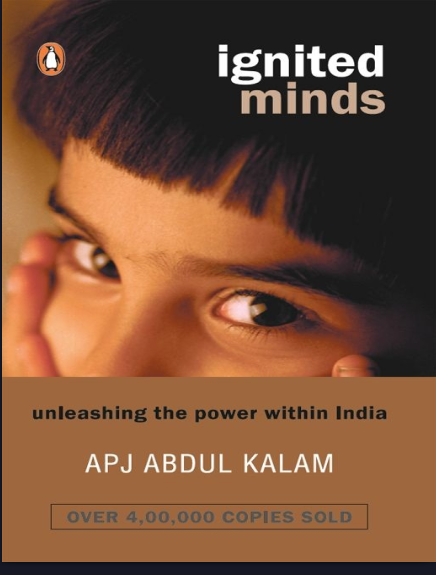 ignited
minds
unleashing the power within India
APJ ABDUL KALAM
OVER 4,00,000 COPIES SOLD